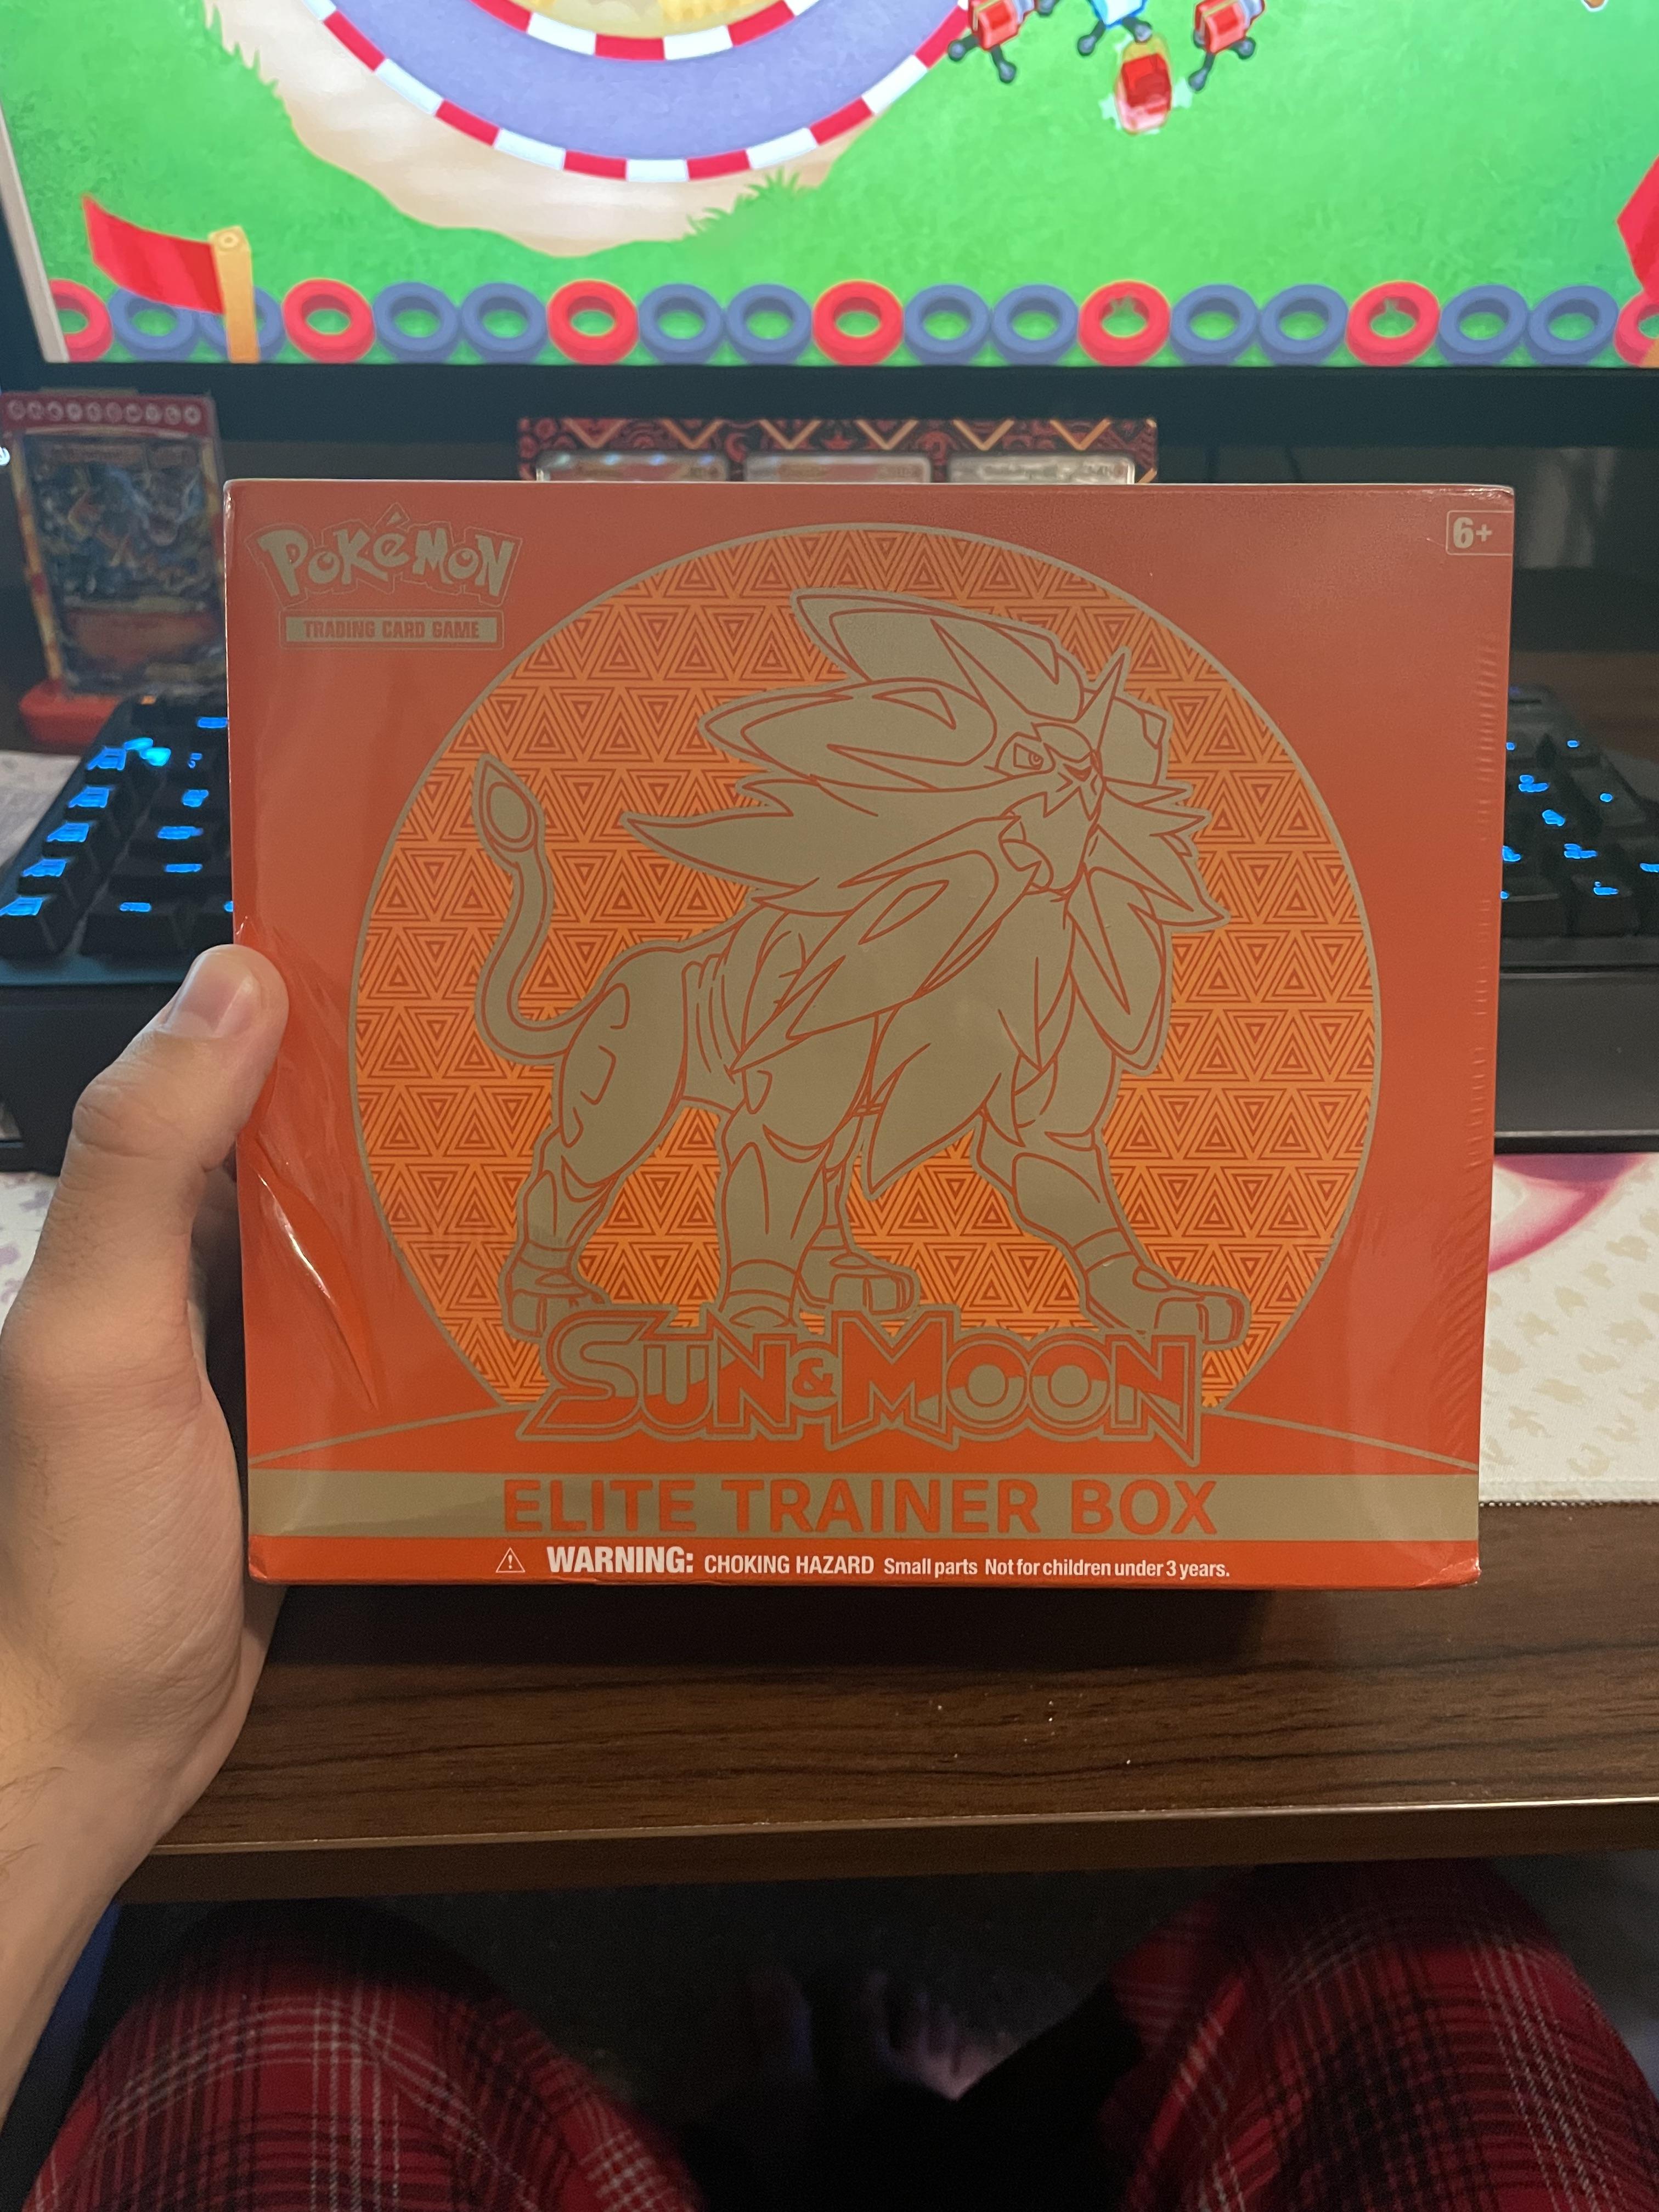 POKéMON
TRADING CARD GAME
6+
SUN & MOON
ELITE TRAINER BOX
WARNING: CHOKING HAZARD Small parts Not for children under 3 years.